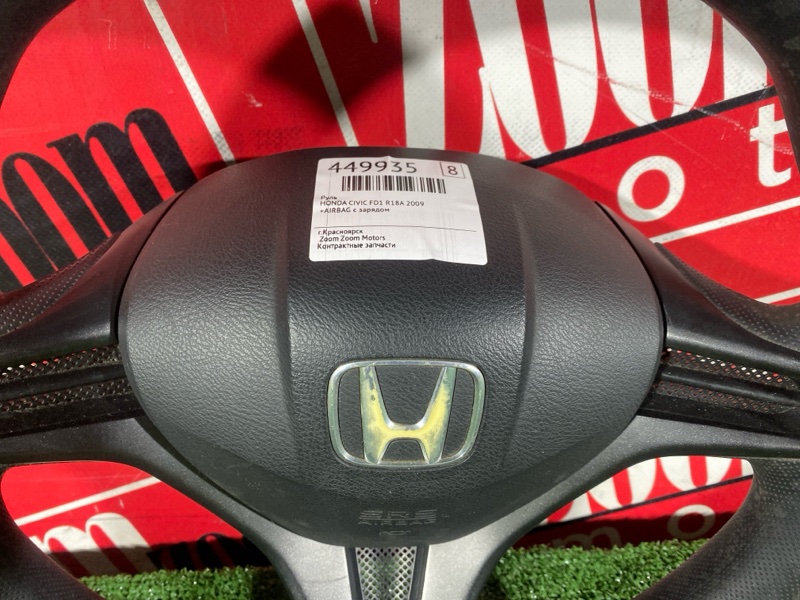 449935 8
Руль
HONDA CIVIC FD1 R18A 2009
+AIRBAG с зарядом
г.Красноярск
Zoom Zoom Motors
Контрактные запчасти
SRS
AIRBAG